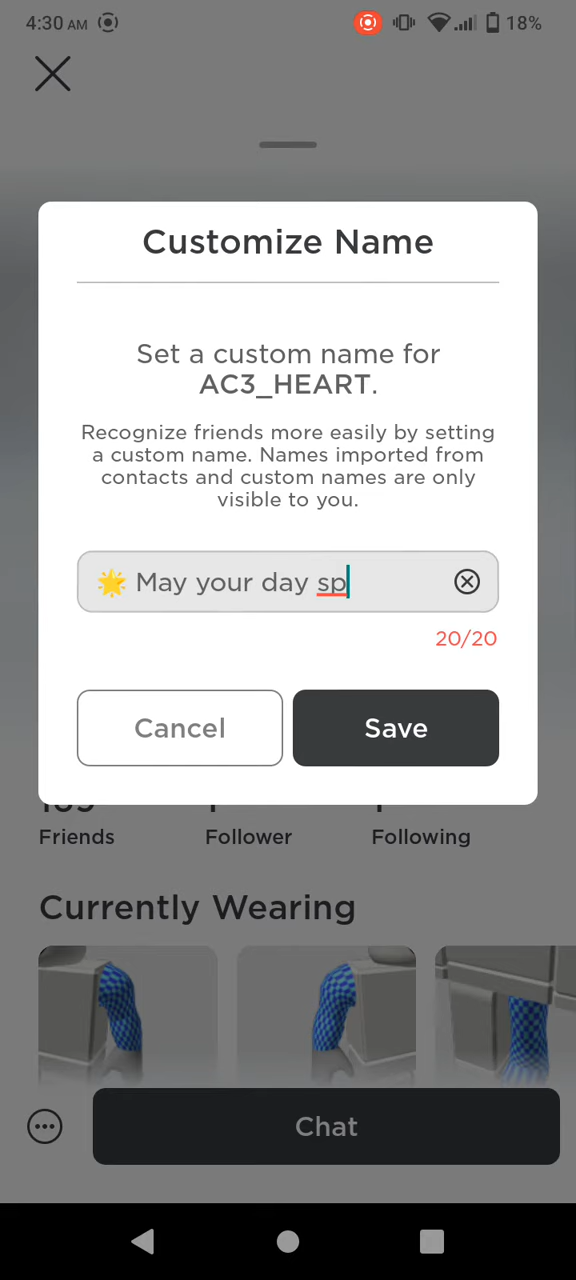 4:30 AM
18%
Customize Name
Set a custom name for
AC3_HEART.
Recognize friends more easily by setting
a custom name. Names imported from
contacts and custom names are only
visible to you.
🌟 May your day sp
20/20
Cancel
Save
Friends
Follower
Following
Currently Wearing
Chat